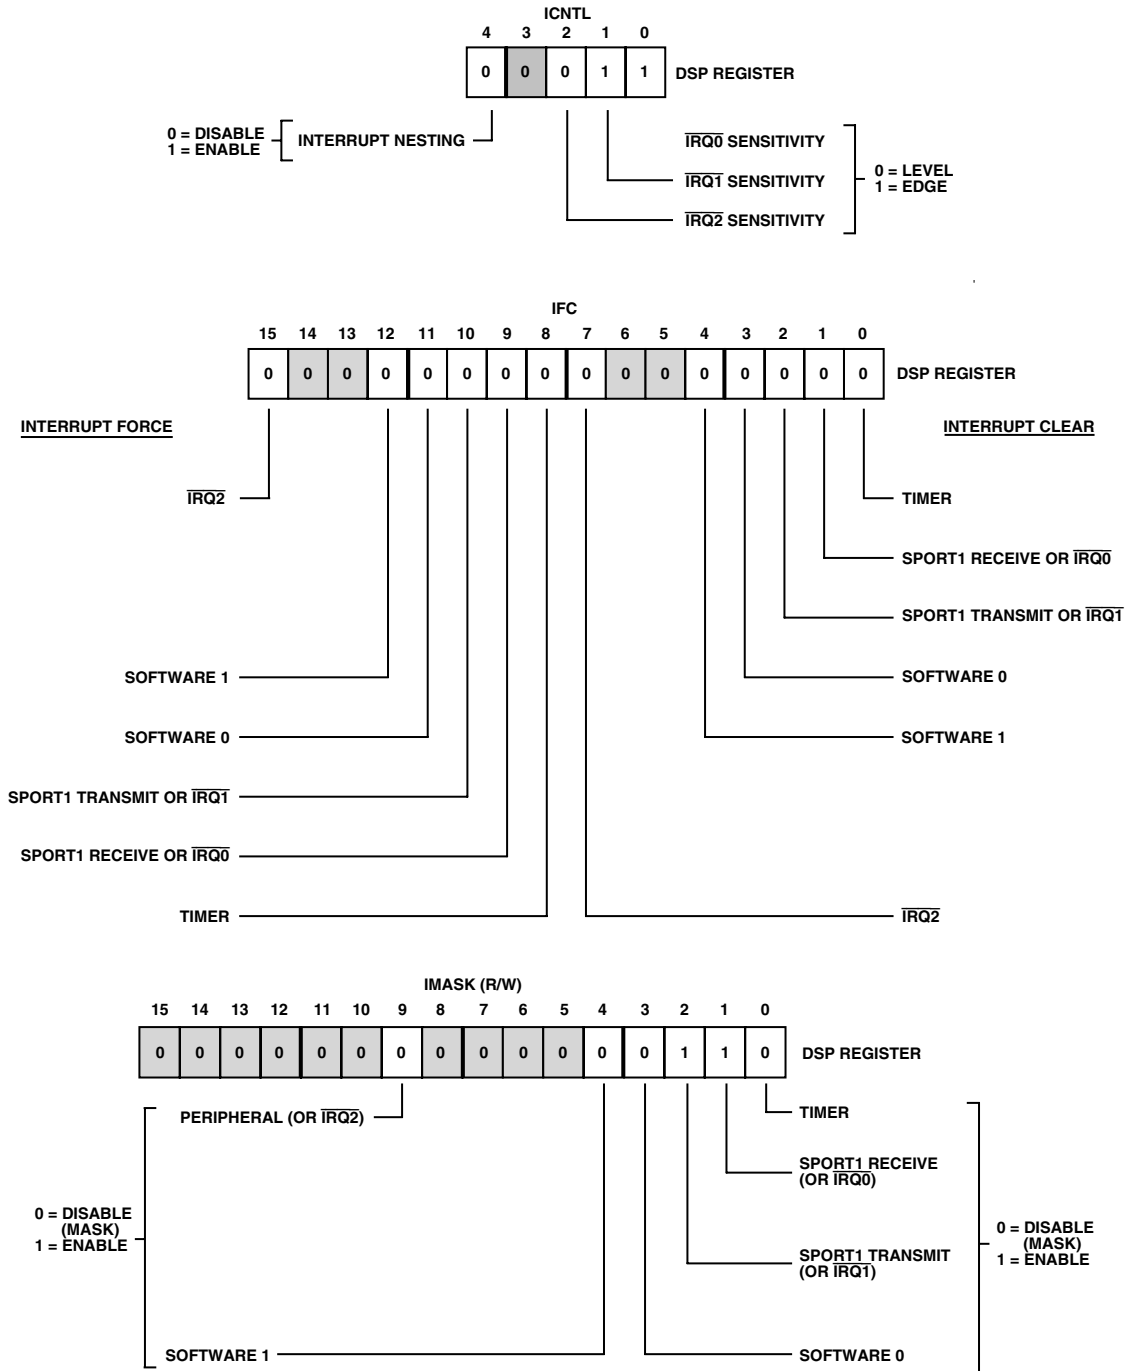 ICNTL
4 3 2 1 0
0 0 0 1 1 DSP REGISTER
0 = DISABLE
1 = ENABLE
INTERRUPT NESTING
IRQ0 SENSITIVITY
IRQ1 SENSITIVITY
IRQ2 SENSITIVITY
0 = LEVEL
1 = EDGE
IFC
15 14 13 12 11 10 9 8 7 6 5 4 3 2 1 0
0 0 0 0 0 0 0 0 0 0 0 0 0 0 0 0 DSP REGISTER
INTERRUPT FORCE
INTERRUPT CLEAR
IRQ2
TIMER
SPORT1 RECEIVE OR IRQ0
SPORT1 TRANSMIT OR IRQ1
SOFTWARE 1
SOFTWARE 0
SOFTWARE 0
SOFTWARE 1
SPORT1 TRANSMIT OR IRQ1
SPORT1 RECEIVE OR IRQ0
TIMER
IRQ2
IMASK (R/W)
15 14 13 12 11 10 9 8 7 6 5 4 3 2 1 0
0 0 0 0 0 0 0 0 0 0 0 0 0 1 1 0 DSP REGISTER
PERIPHERAL (OR IRQ2)
TIMER
SPORT1 RECEIVE
(OR IRQ0)
0 = DISABLE
(MASK)
1 = ENABLE
0 = DISABLE
(MASK)
1 = ENABLE
SPORT1 TRANSMIT
(OR IRQ1)
SOFTWARE 1
SOFTWARE 0